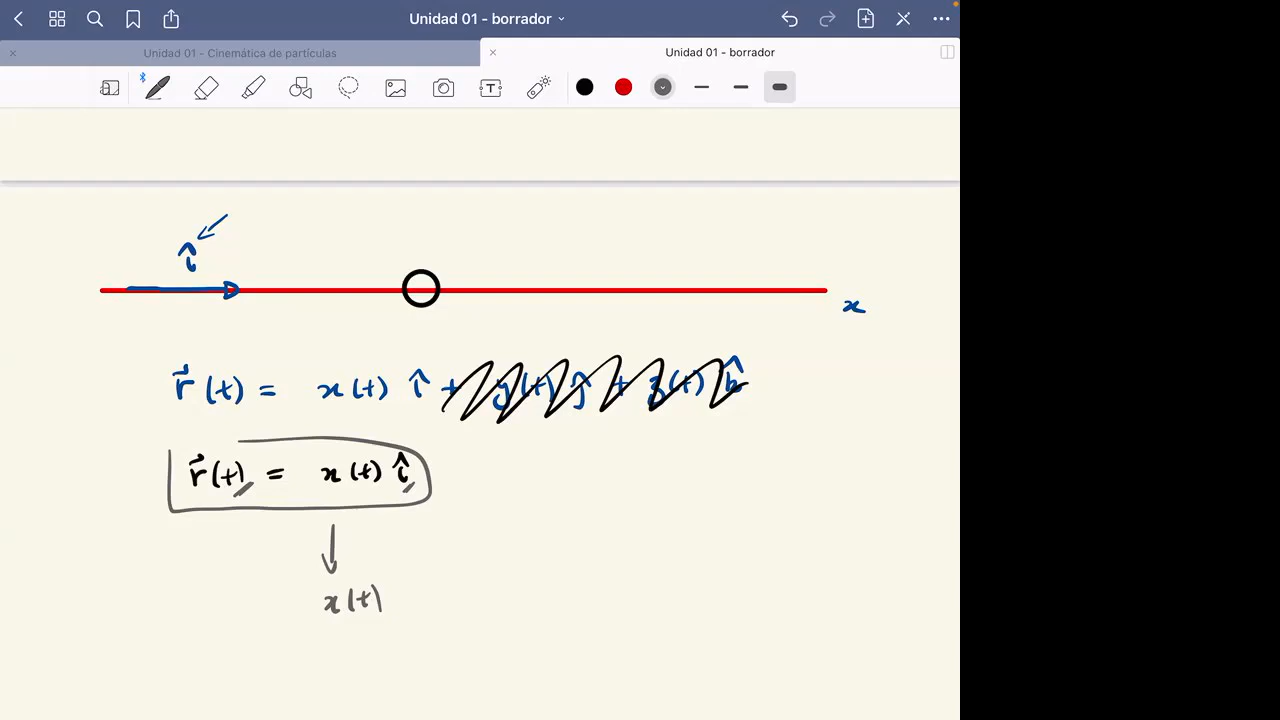 Unidad 01 - borrador
Unidad 01 - Cinemática de partículas
Unidad 01 - borrador
î
x
r⃗(t) = x(t) î + y(t) ĵ + z(t) k̂
r⃗(t) = x(t) î
x(t)